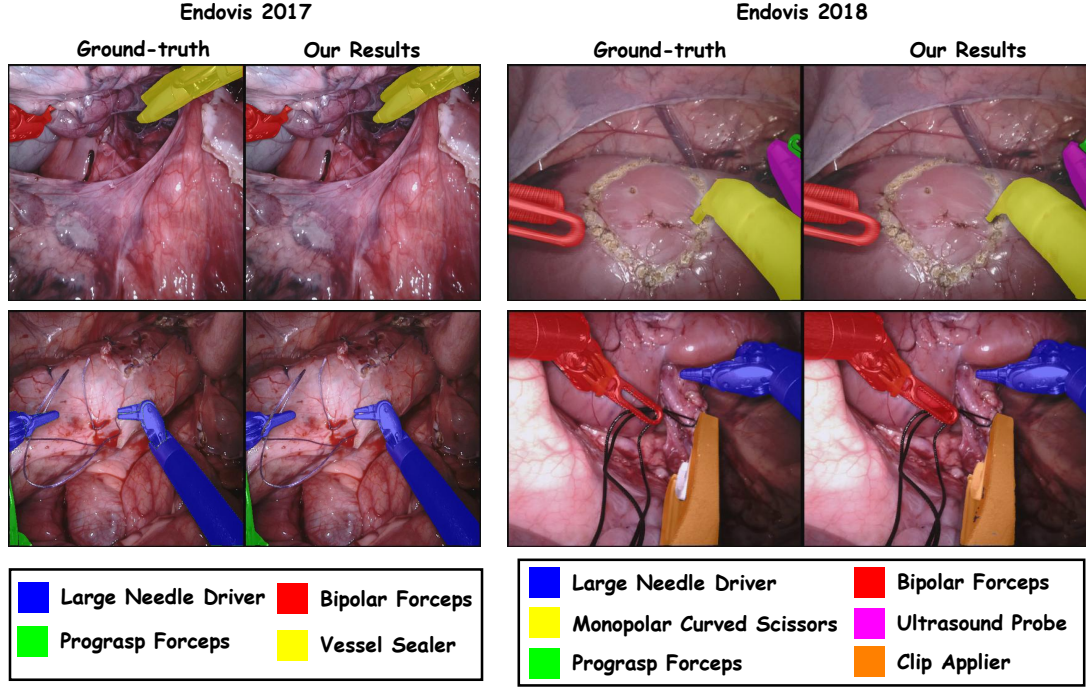 Endovis 2017
Endovis 2018
Ground-truth
Our Results
Ground-truth
Our Results
Large Needle Driver
Bipolar Forceps
Prograsp Forceps
Vessel Sealer
Large Needle Driver
Bipolar Forceps
Monopolar Curved Scissors
Ultrasound Probe
Prograsp Forceps
Clip Applier